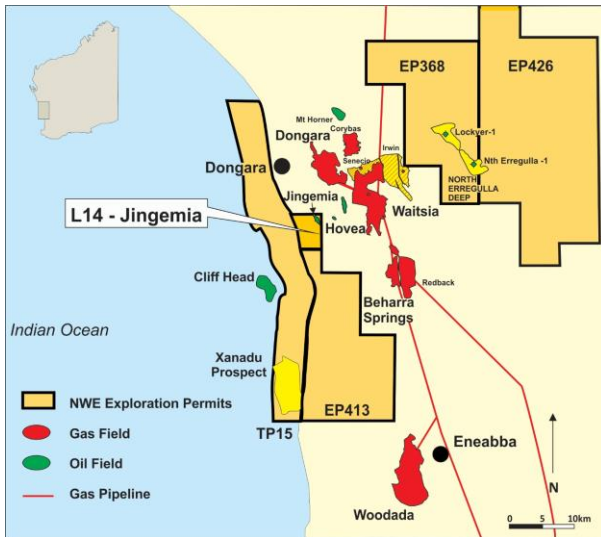 EP368
EP426
Mt Horner
Corybas
Dongara
Lockyer-1
Irwin
Senecio
Nth Erregulla -1
Dongara
NORTH
ERREGULLA
DEEP
Jingemia
Waitsia
L14 - Jingemia
Hovea
Cliff Head
Redback
Beharra
Springs
Indian Ocean
Xanadu
Prospect
NWE Exploration Permits
EP413
Gas Field
TP15
Oil Field
Eneabba
Gas Pipeline
N
Woodada
0 5 10km